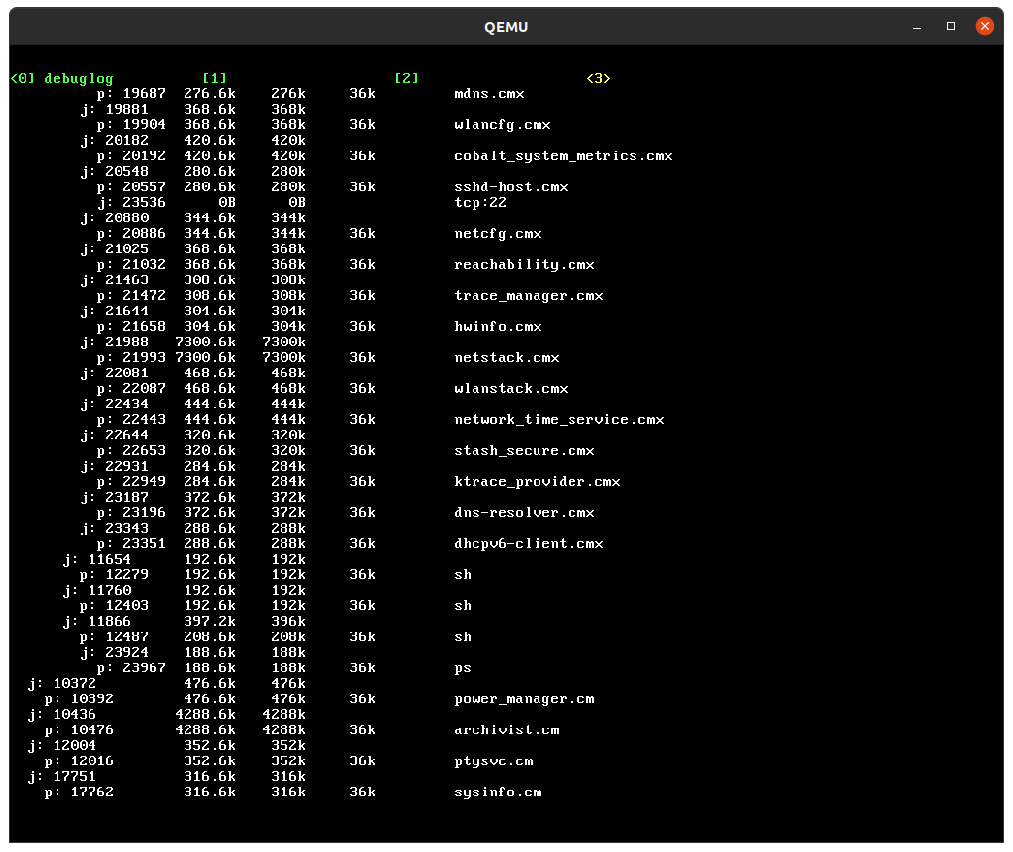 QEMU
<0] debuglog [1] [2] <3>
p: 19687 276.6k 276k 36k mdns.cmx
j: 19881 368.6k 368k
p: 19904 368.6k 368k 36k wlancfg.cmx
j: 20182 420.6k 420k
p: 20192 420.6k 420k 36k cobalt_system_metrics.cmx
j: 20548 280.6k 280k
p: 20557 280.6k 280k 36k sshd-host.cmx
j: 23536 0B 0B tcp:22
j: 20880 344.6k 344k
p: 20886 344.6k 344k 36k netcfg.cmx
j: 21025 368.6k 368k
p: 21032 368.6k 368k 36k reachability.cmx
j: 21463 308.6k 308k
p: 21472 308.6k 308k 36k trace_manager.cmx
j: 21644 304.6k 304k
p: 21658 304.6k 304k 36k hwinfo.cmx
j: 21988 7300.6k 7300k
p: 21993 7300.6k 7300k 36k netstack.cmx
j: 22081 468.6k 468k
p: 22087 468.6k 468k 36k wlanstack.cmx
j: 22434 444.6k 444k
p: 22443 444.6k 444k 36k network_time_service.cmx
j: 22644 320.6k 320k
p: 22653 320.6k 320k 36k stash_secure.cmx
j: 22931 284.6k 284k
p: 22949 284.6k 284k 36k ktrace_provider.cmx
j: 23187 372.6k 372k
p: 23196 372.6k 372k 36k dns-resolver.cmx
j: 23343 288.6k 288k
p: 23351 288.6k 288k 36k dhcpv6-client.cmx
j: 11654 192.6k 192k
p: 12279 192.6k 192k 36k sh
j: 11760 192.6k 192k
p: 12403 192.6k 192k 36k sh
j: 11866 397.2k 396k
p: 12487 208.6k 208k 36k sh
j: 23924 188.6k 188k
p: 23967 188.6k 188k 36k ps
j: 10372 476.6k 476k
p: 10392 476.6k 476k 36k power_manager.cm
j: 10436 4288.6k 4288k
p: 10476 4288.6k 4288k 36k archivist.cm
j: 12004 352.6k 352k
p: 12016 352.6k 352k 36k ptysvc.cm
j: 17751 316.6k 316k
p: 17762 316.6k 316k 36k sysinfo.cm